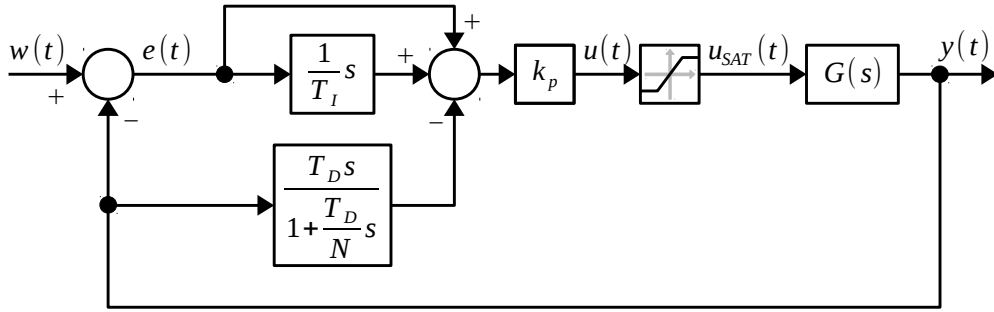 w(t)
+
−
e(t)
+
1/T_I s
+
−
k_p
u(t)
u_SAT(t)
G(s)
y(t)
T_D s
1+T_D/N s